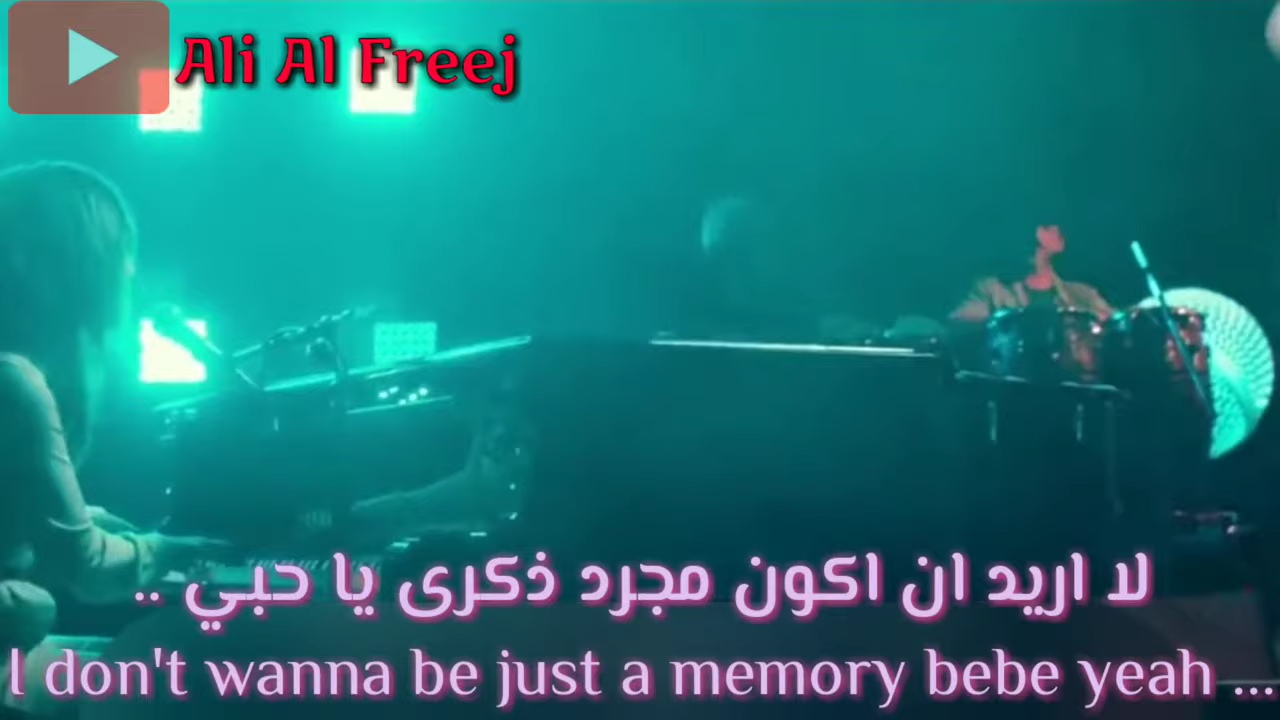 Ali Al Freej
لا اريد ان اكون مجرد ذكرى يا حبي ..
I don't wanna be just a memory bebe yeah ...